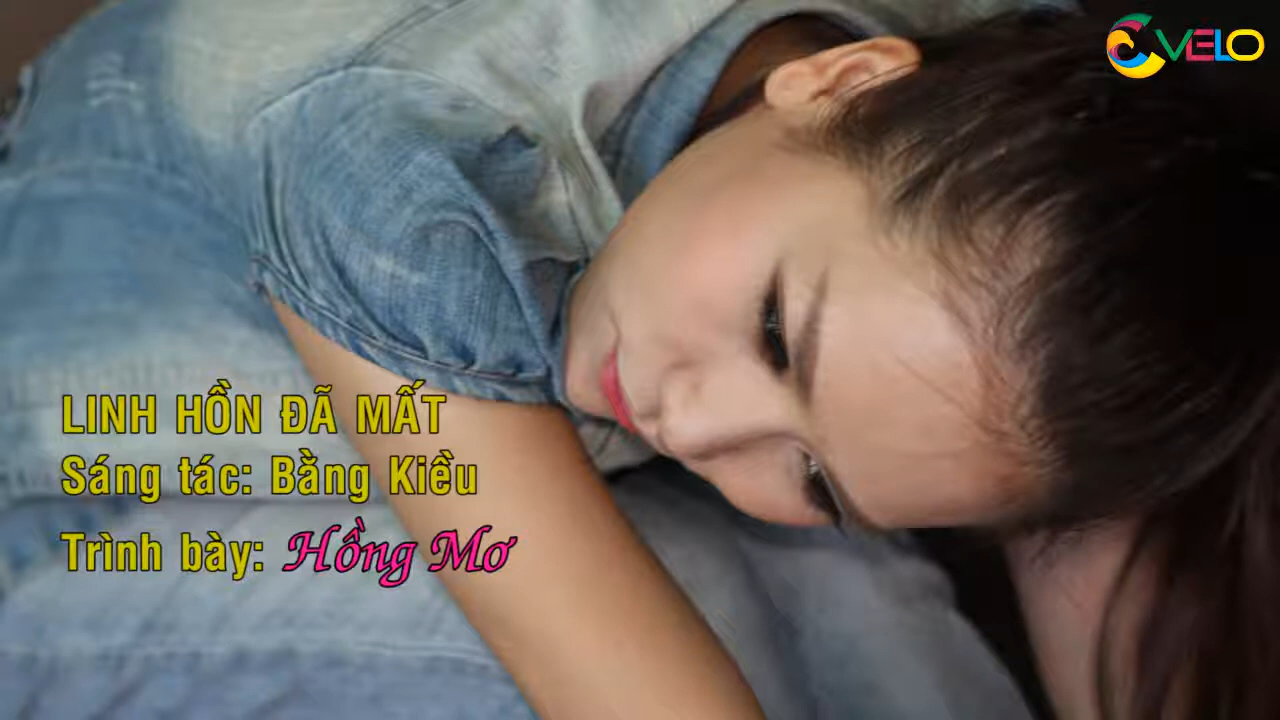 VELO
LINH HỒN ĐÃ MẤT
Sáng tác: Bằng Kiều
Trình bày: Hồng Mơ